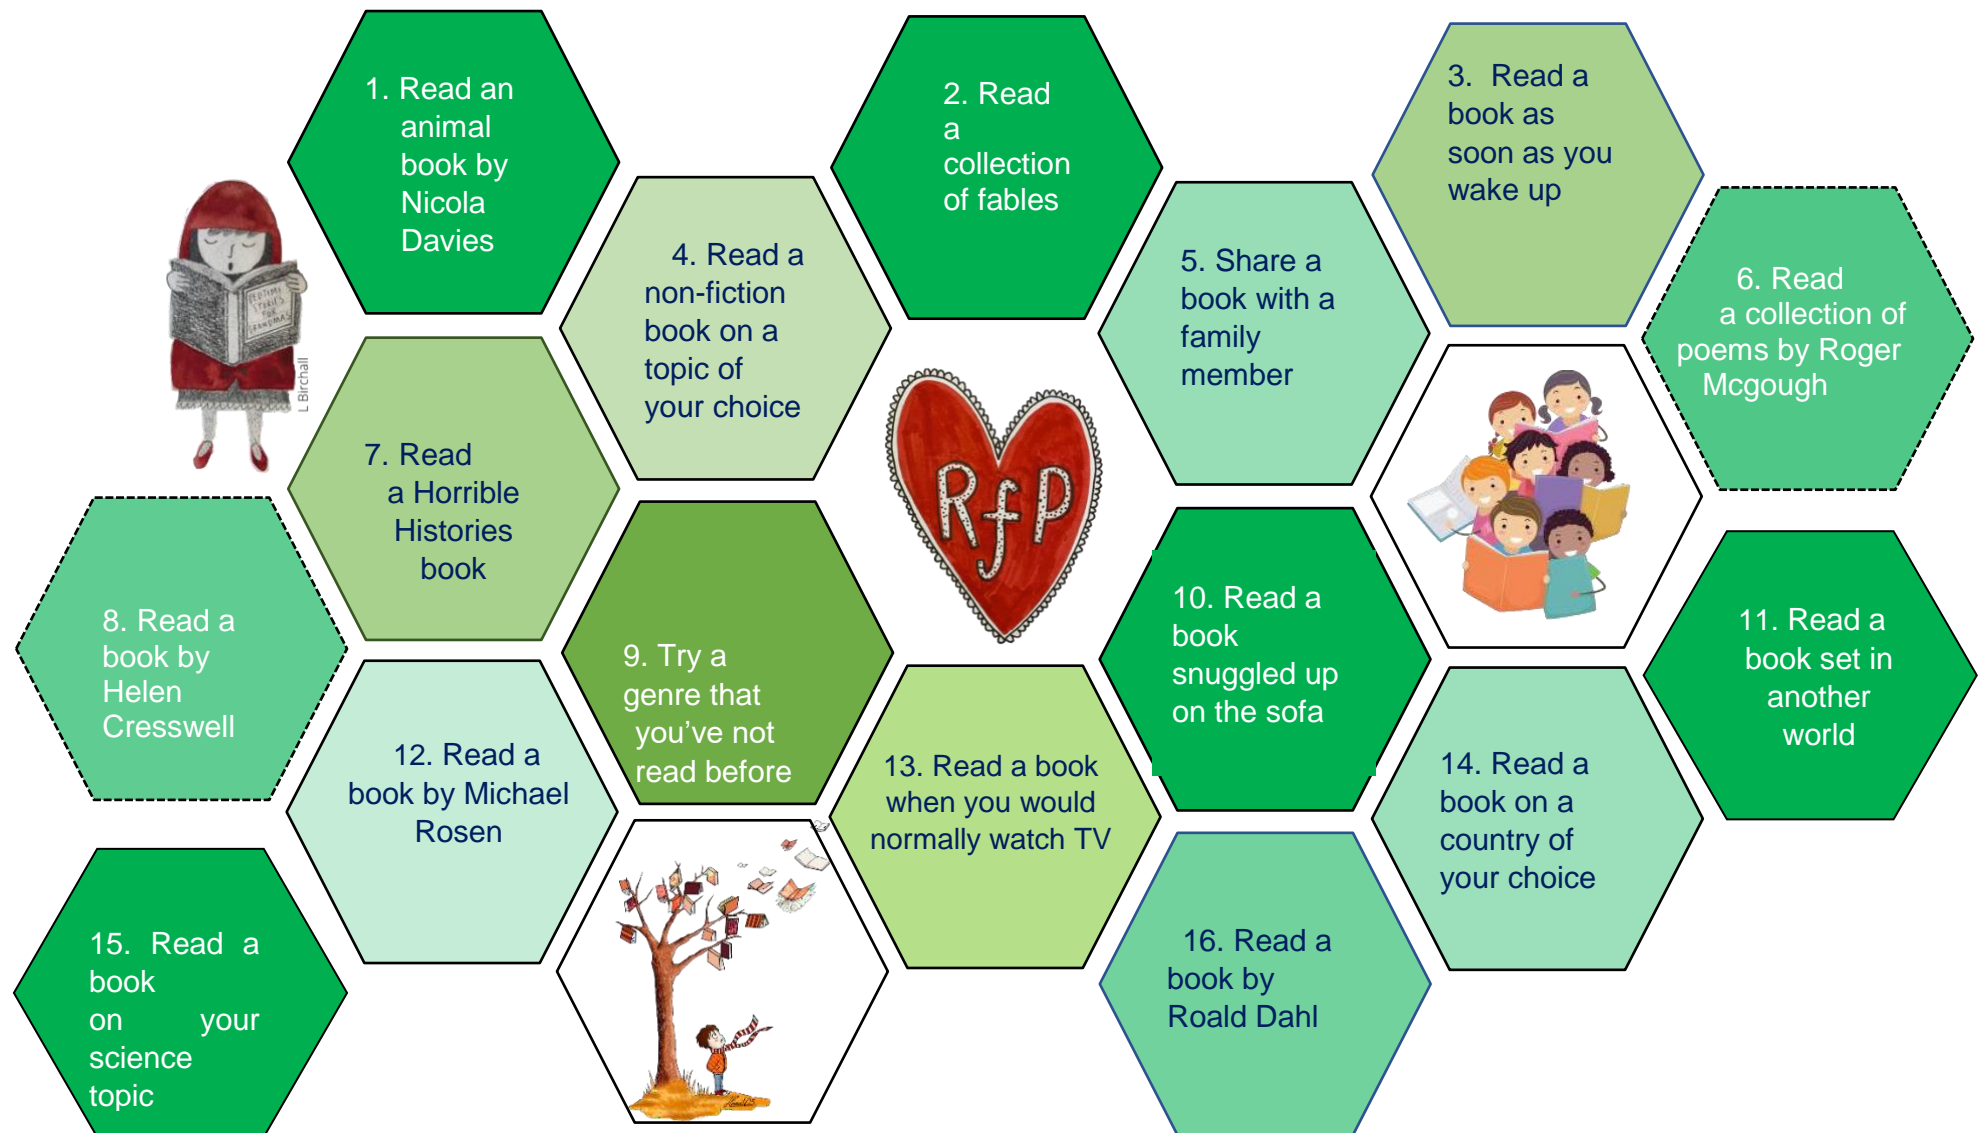 1. Read an
animal
book by
Nicola
Davies
2. Read
a
collection
of fables
3. Read a
book as
soon as you
wake up
4. Read a
non-fiction
book on a
topic of
your choice
5. Share a
book with a
family
member
6. Read
a collection of
poems by Roger
Mcgough
BEDTIME
STORIES
FOR
GRANDMAS
L Birchall
7. Read
a Horrible
Histories
book
RfP
8. Read a
book by
Helen
Cresswell
9. Try a
genre that
you've not
read before
10. Read a
book
snuggled up
on the sofa
11. Read a
book set in
another
world
12. Read a
book by Michael
Rosen
13. Read a book
when you would
normally watch TV
14. Read a
book on a
country of
your choice
15. Read a
book
on your
science
topic
16. Read a
book by
Roald Dahl